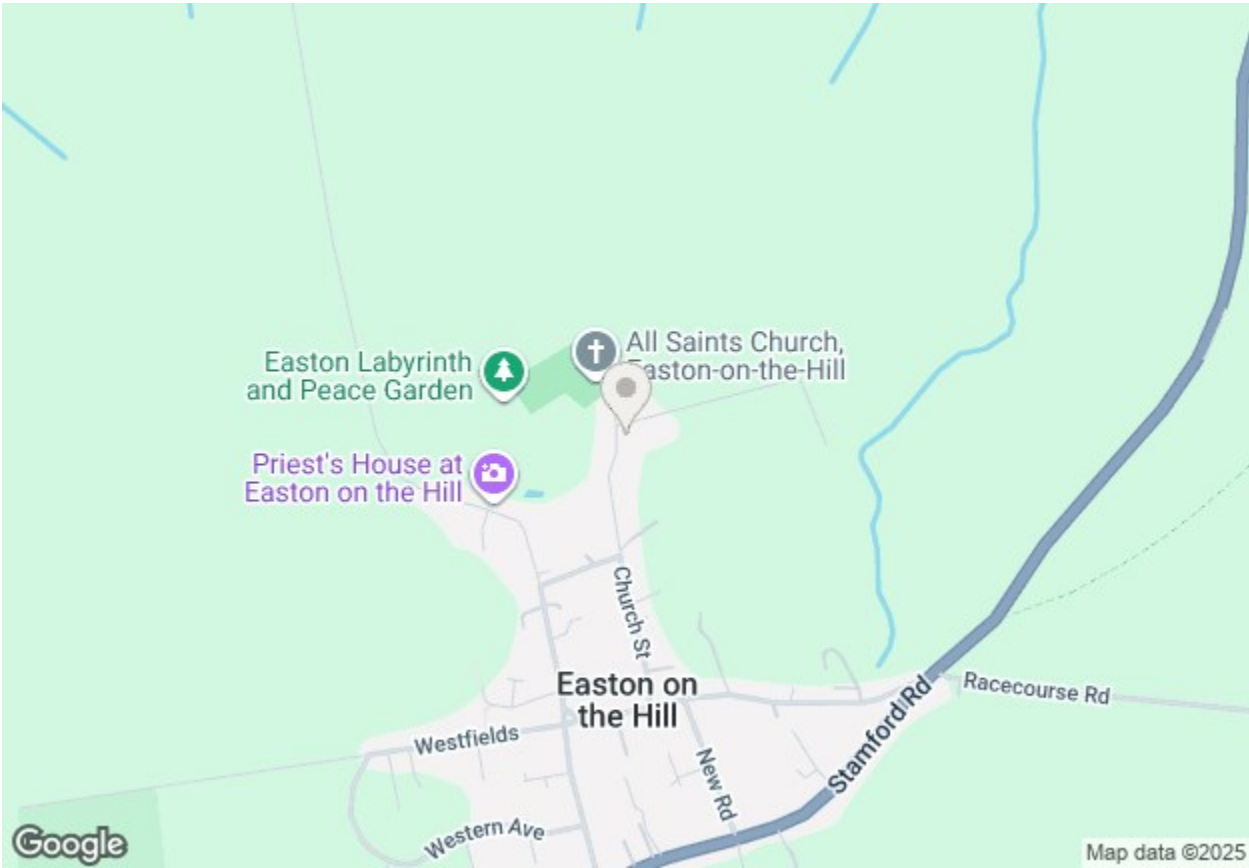 All Saints Church,
Easton-on-the-Hill
Easton Labyrinth
and Peace Garden
Priest's House at
Easton on the Hill
Church St
Easton on
the Hill
Racecourse Rd
Stamford Rd
Westfields
New Rd
Western Ave
Google
Map data ©2025